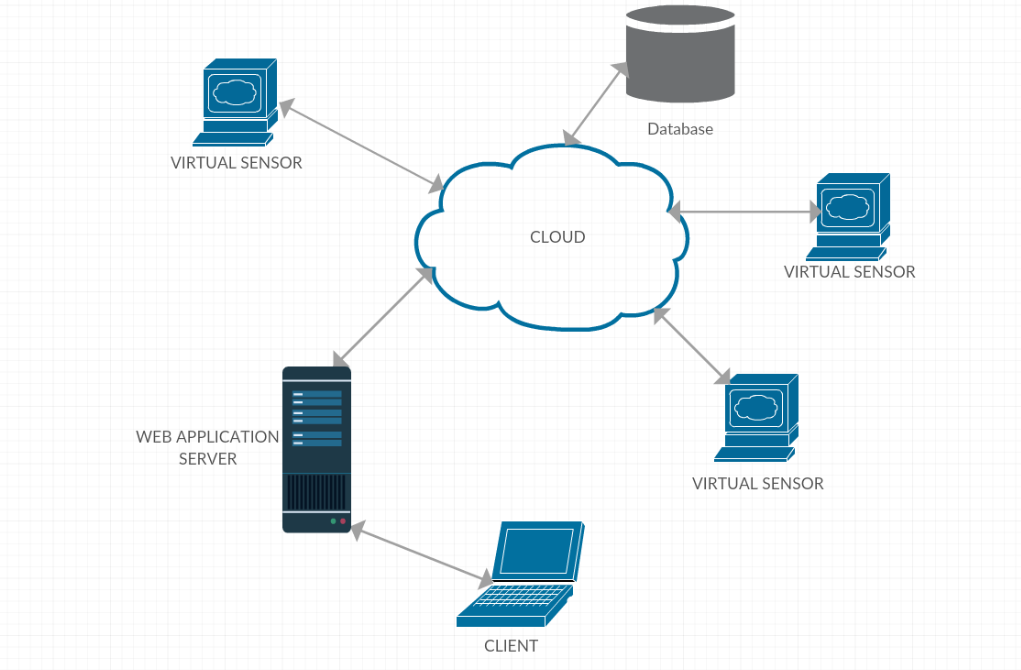 Database
VIRTUAL SENSOR
CLOUD
VIRTUAL SENSOR
WEB APPLICATION
SERVER
VIRTUAL SENSOR
CLIENT